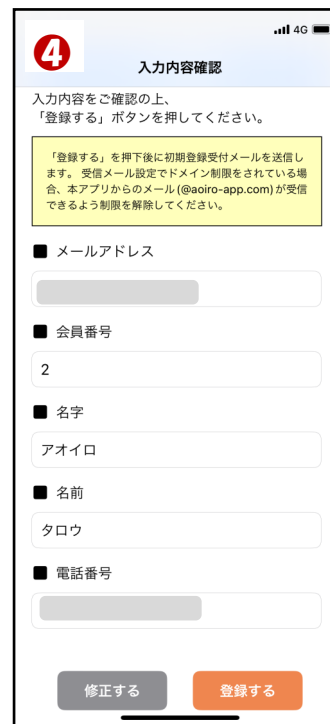 4G
4
入力内容確認
入力内容をご確認の上、
「登録する」ボタンを押してください。
「登録する」を押下後に初期登録受付メールを送信し
ます。 受信メール設定でドメイン制限をされている場
合、本アプリからのメール(@aoiro-app.com)が受信
できるよう制限を解除してください。
■ メールアドレス
■ 会員番号
2
■ 名字
アオイロ
■ 名前
タロウ
■ 電話番号
修正する
登録する